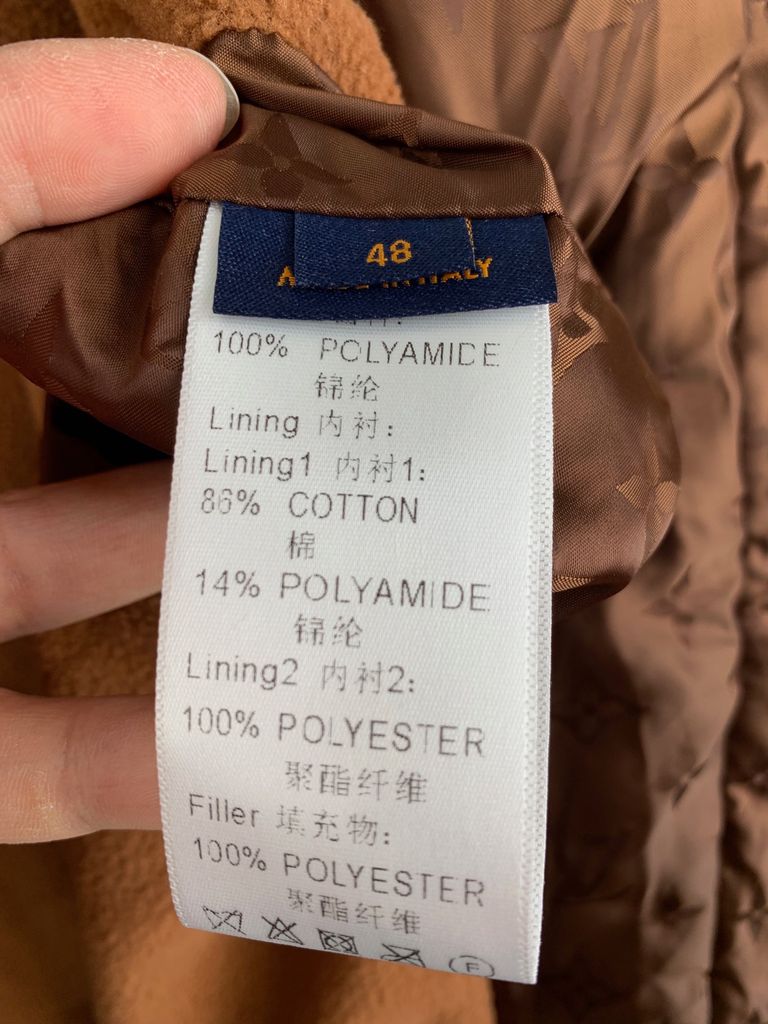 48
100% POLYAMIDE
锦纶
Lining 内衬:
Lining1 内衬1:
86% COTTON
棉
14% POLYAMIDE
锦纶
Lining2 内衬2:
100% POLYESTER
聚酯纤维
Filler 填充物:
100% POLYESTER
聚酯纤维
F